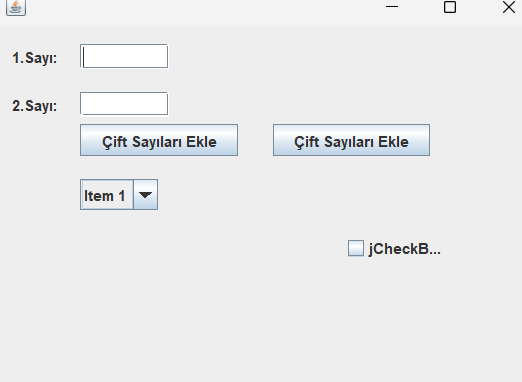 1.Sayı:
2.Sayı:
Çift Sayıları Ekle Çift Sayıları Ekle
Item 1
jCheckB...